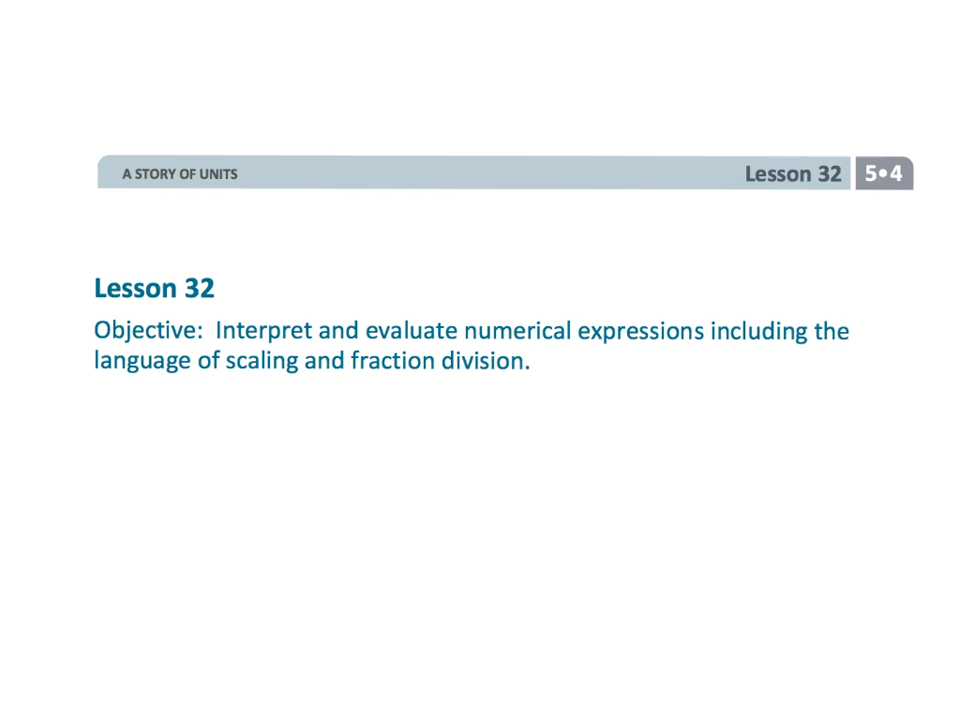 A STORY OF UNITS
Lesson 32 5•4
Lesson 32
Objective: Interpret and evaluate numerical expressions including the
language of scaling and fraction division.